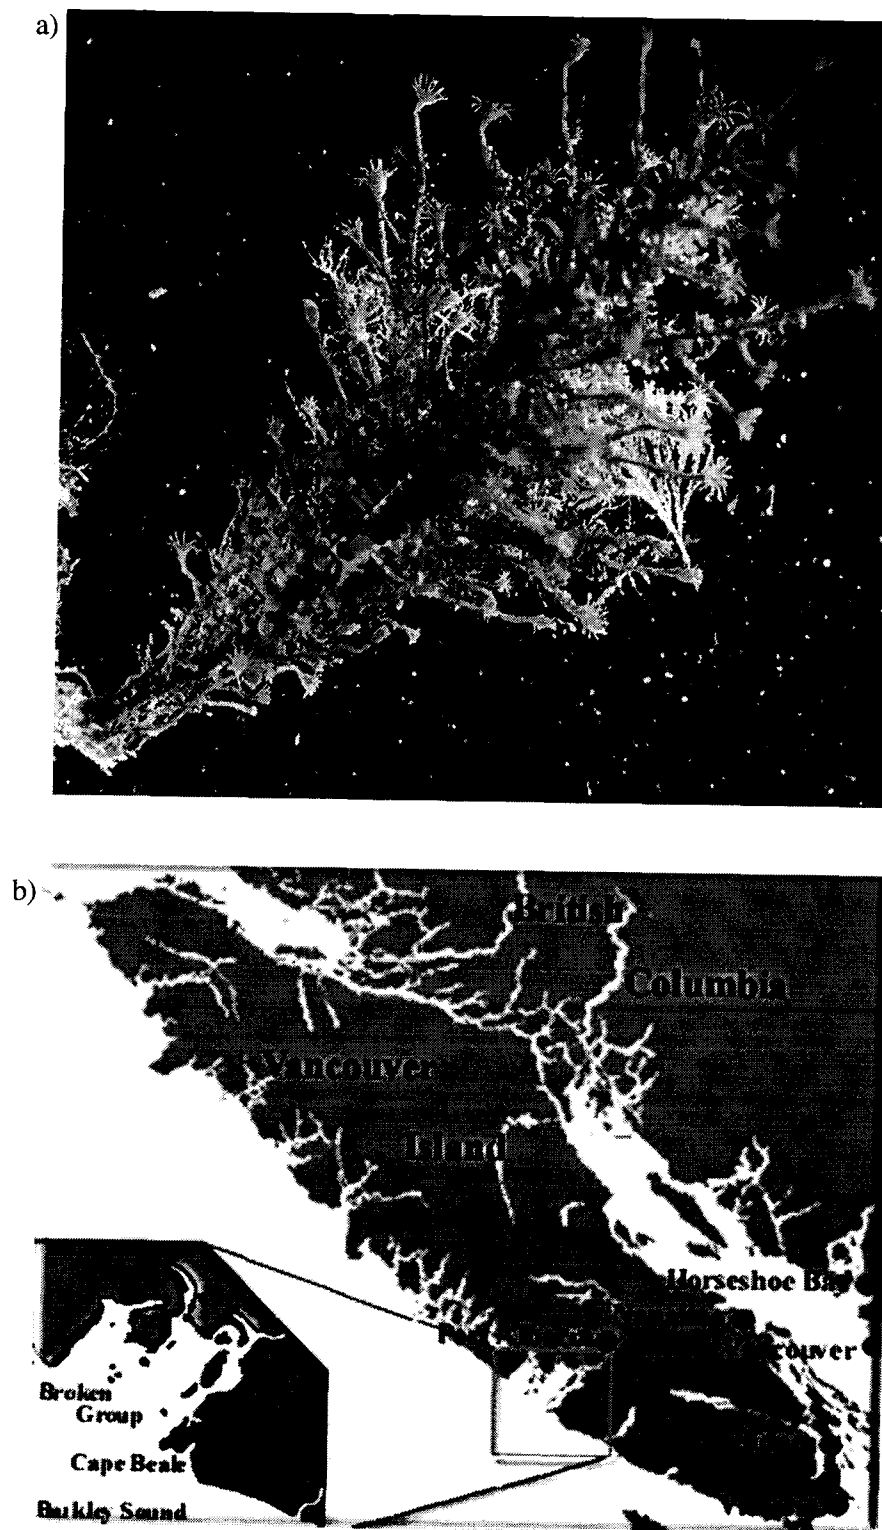 a)
b)
British
Columbia
Vancouver
Island
Horseshoe Bay
Broken
Group
Cape Beale
Barkley Sound